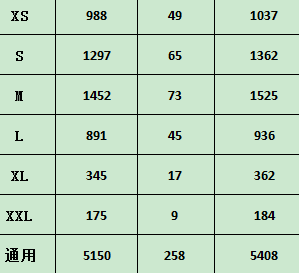 XS 988 49 1037
S 1297 65 1362
M 1452 73 1525
L 891 45 936
XL 345 17 362
XXL 175 9 184
通用 5150 258 5408